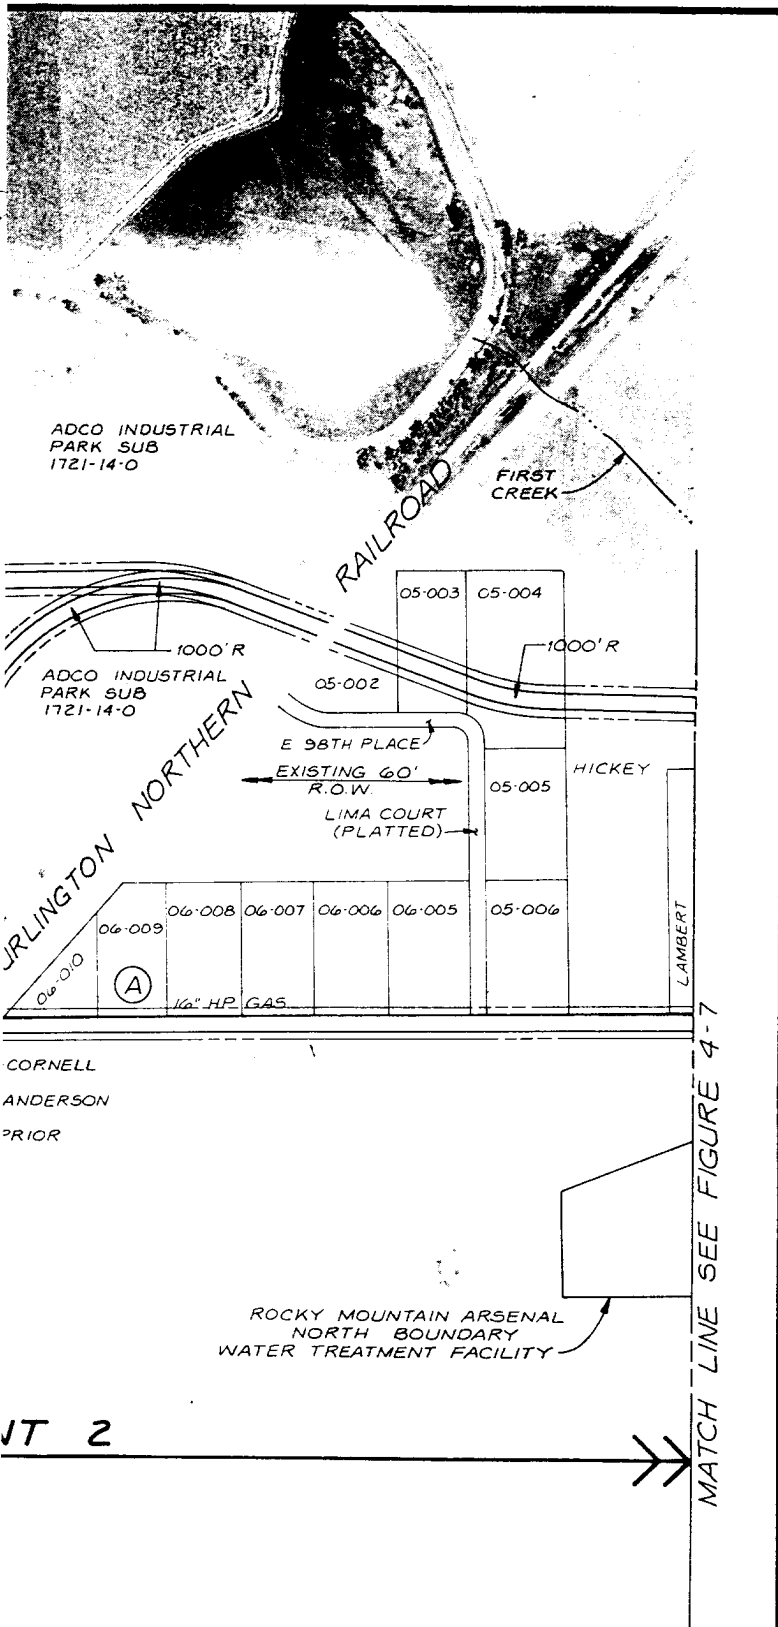 ADCO INDUSTRIAL
PARK SUB
1721-14-0
FIRST
CREEK
RAILROAD
05-003
05-004
1000' R
1000' R
ADCO INDUSTRIAL
PARK SUB
1721-14-0
05-002
E 98TH PLACE
EXISTING 60'
R.O.W.
HICKEY
05-005
LIMA COURT
(PLATTED)
URLINGTON NORTHERN
06-010
06-009
06-008
06-007
06-006
06-005
05-006
LAMBERT
A
16" H.P. GAS
CORNELL
ANDERSON
PRIOR
ROCKY MOUNTAIN ARSENAL
NORTH BOUNDARY
WATER TREATMENT FACILITY
NT 2
MATCH LINE SEE FIGURE 4-7